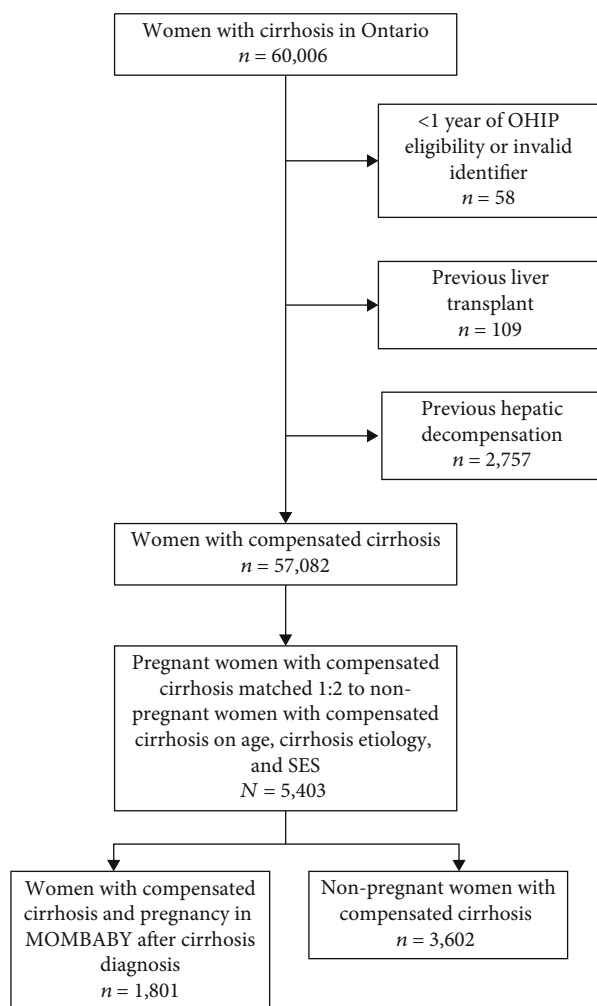 Women with cirrhosis in Ontario
n = 60,006
<1 year of OHIP
eligibility or invalid
identifier
n = 58
Previous liver
transplant
n = 109
Previous hepatic
decompensation
n = 2,757
Women with compensated cirrhosis
n = 57,082
Pregnant women with compensated
cirrhosis matched 1:2 to non-
pregnant women with compensated
cirrhosis on age, cirrhosis etiology,
and SES
N = 5,403
Women with compensated
cirrhosis and pregnancy in
MOMBABY after cirrhosis
diagnosis
n = 1,801
Non-pregnant women with
compensated cirrhosis
n = 3,602